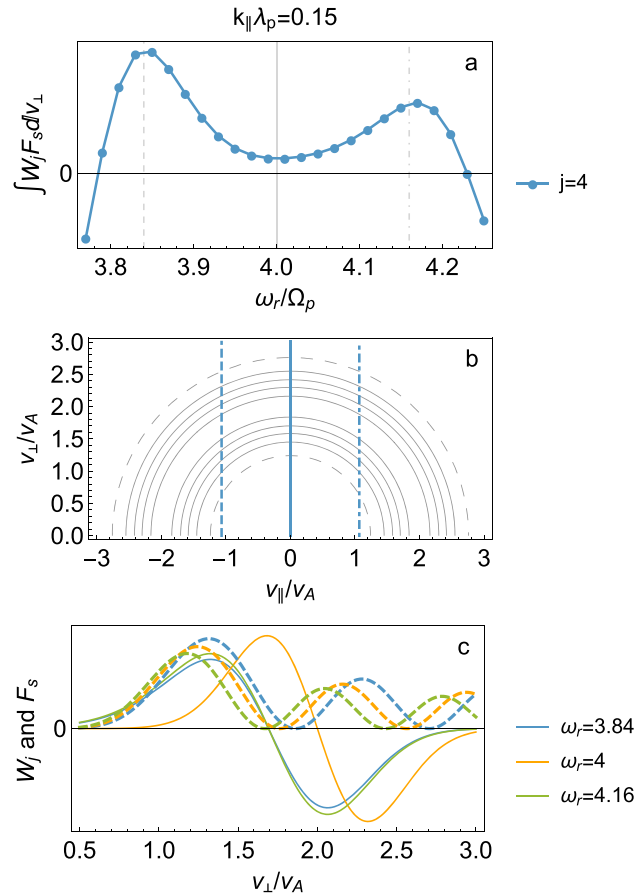 k∥λp=0.15
a
∫WjFsdv⊥
0
j=4
3.8 3.9 4.0 4.1 4.2
ωr/Ωp
b
3.0
2.5
2.0
1.5
1.0
0.5
0.0
v⊥/vA
−3 −2 −1 0 1 2 3
v∥/vA
c
Wj and Fs
0
ωr=3.84
ωr=4
ωr=4.16
0.5 1.0 1.5 2.0 2.5 3.0
v⊥/vA